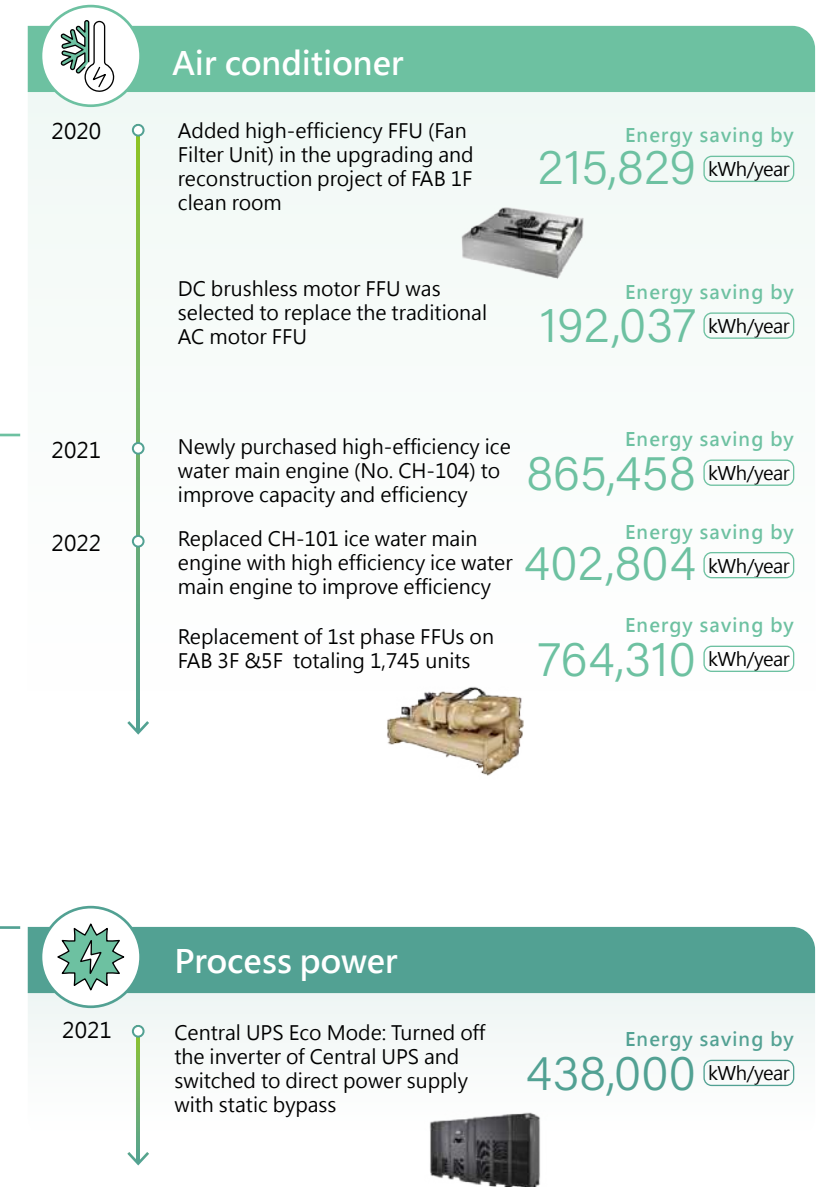 Air conditioner
2020
Added high-efficiency FFU (Fan
Filter Unit) in the upgrading and
reconstruction project of FAB 1F
clean room
Energy saving by
215,829 kWh/year
DC brushless motor FFU was
selected to replace the traditional
AC motor FFU
Energy saving by
192,037 kWh/year
2021
Newly purchased high-efficiency ice
water main engine (No. CH-104) to
improve capacity and efficiency
Energy saving by
865,458 kWh/year
2022
Replaced CH-101 ice water main
engine with high efficiency ice water
main engine to improve efficiency
Energy saving by
402,804 kWh/year
Replacement of 1st phase FFUs on
FAB 3F &5F totaling 1,745 units
Energy saving by
764,310 kWh/year
Process power
2021
Central UPS Eco Mode: Turned off
the inverter of Central UPS and
switched to direct power supply
with static bypass
Energy saving by
438,000 kWh/year